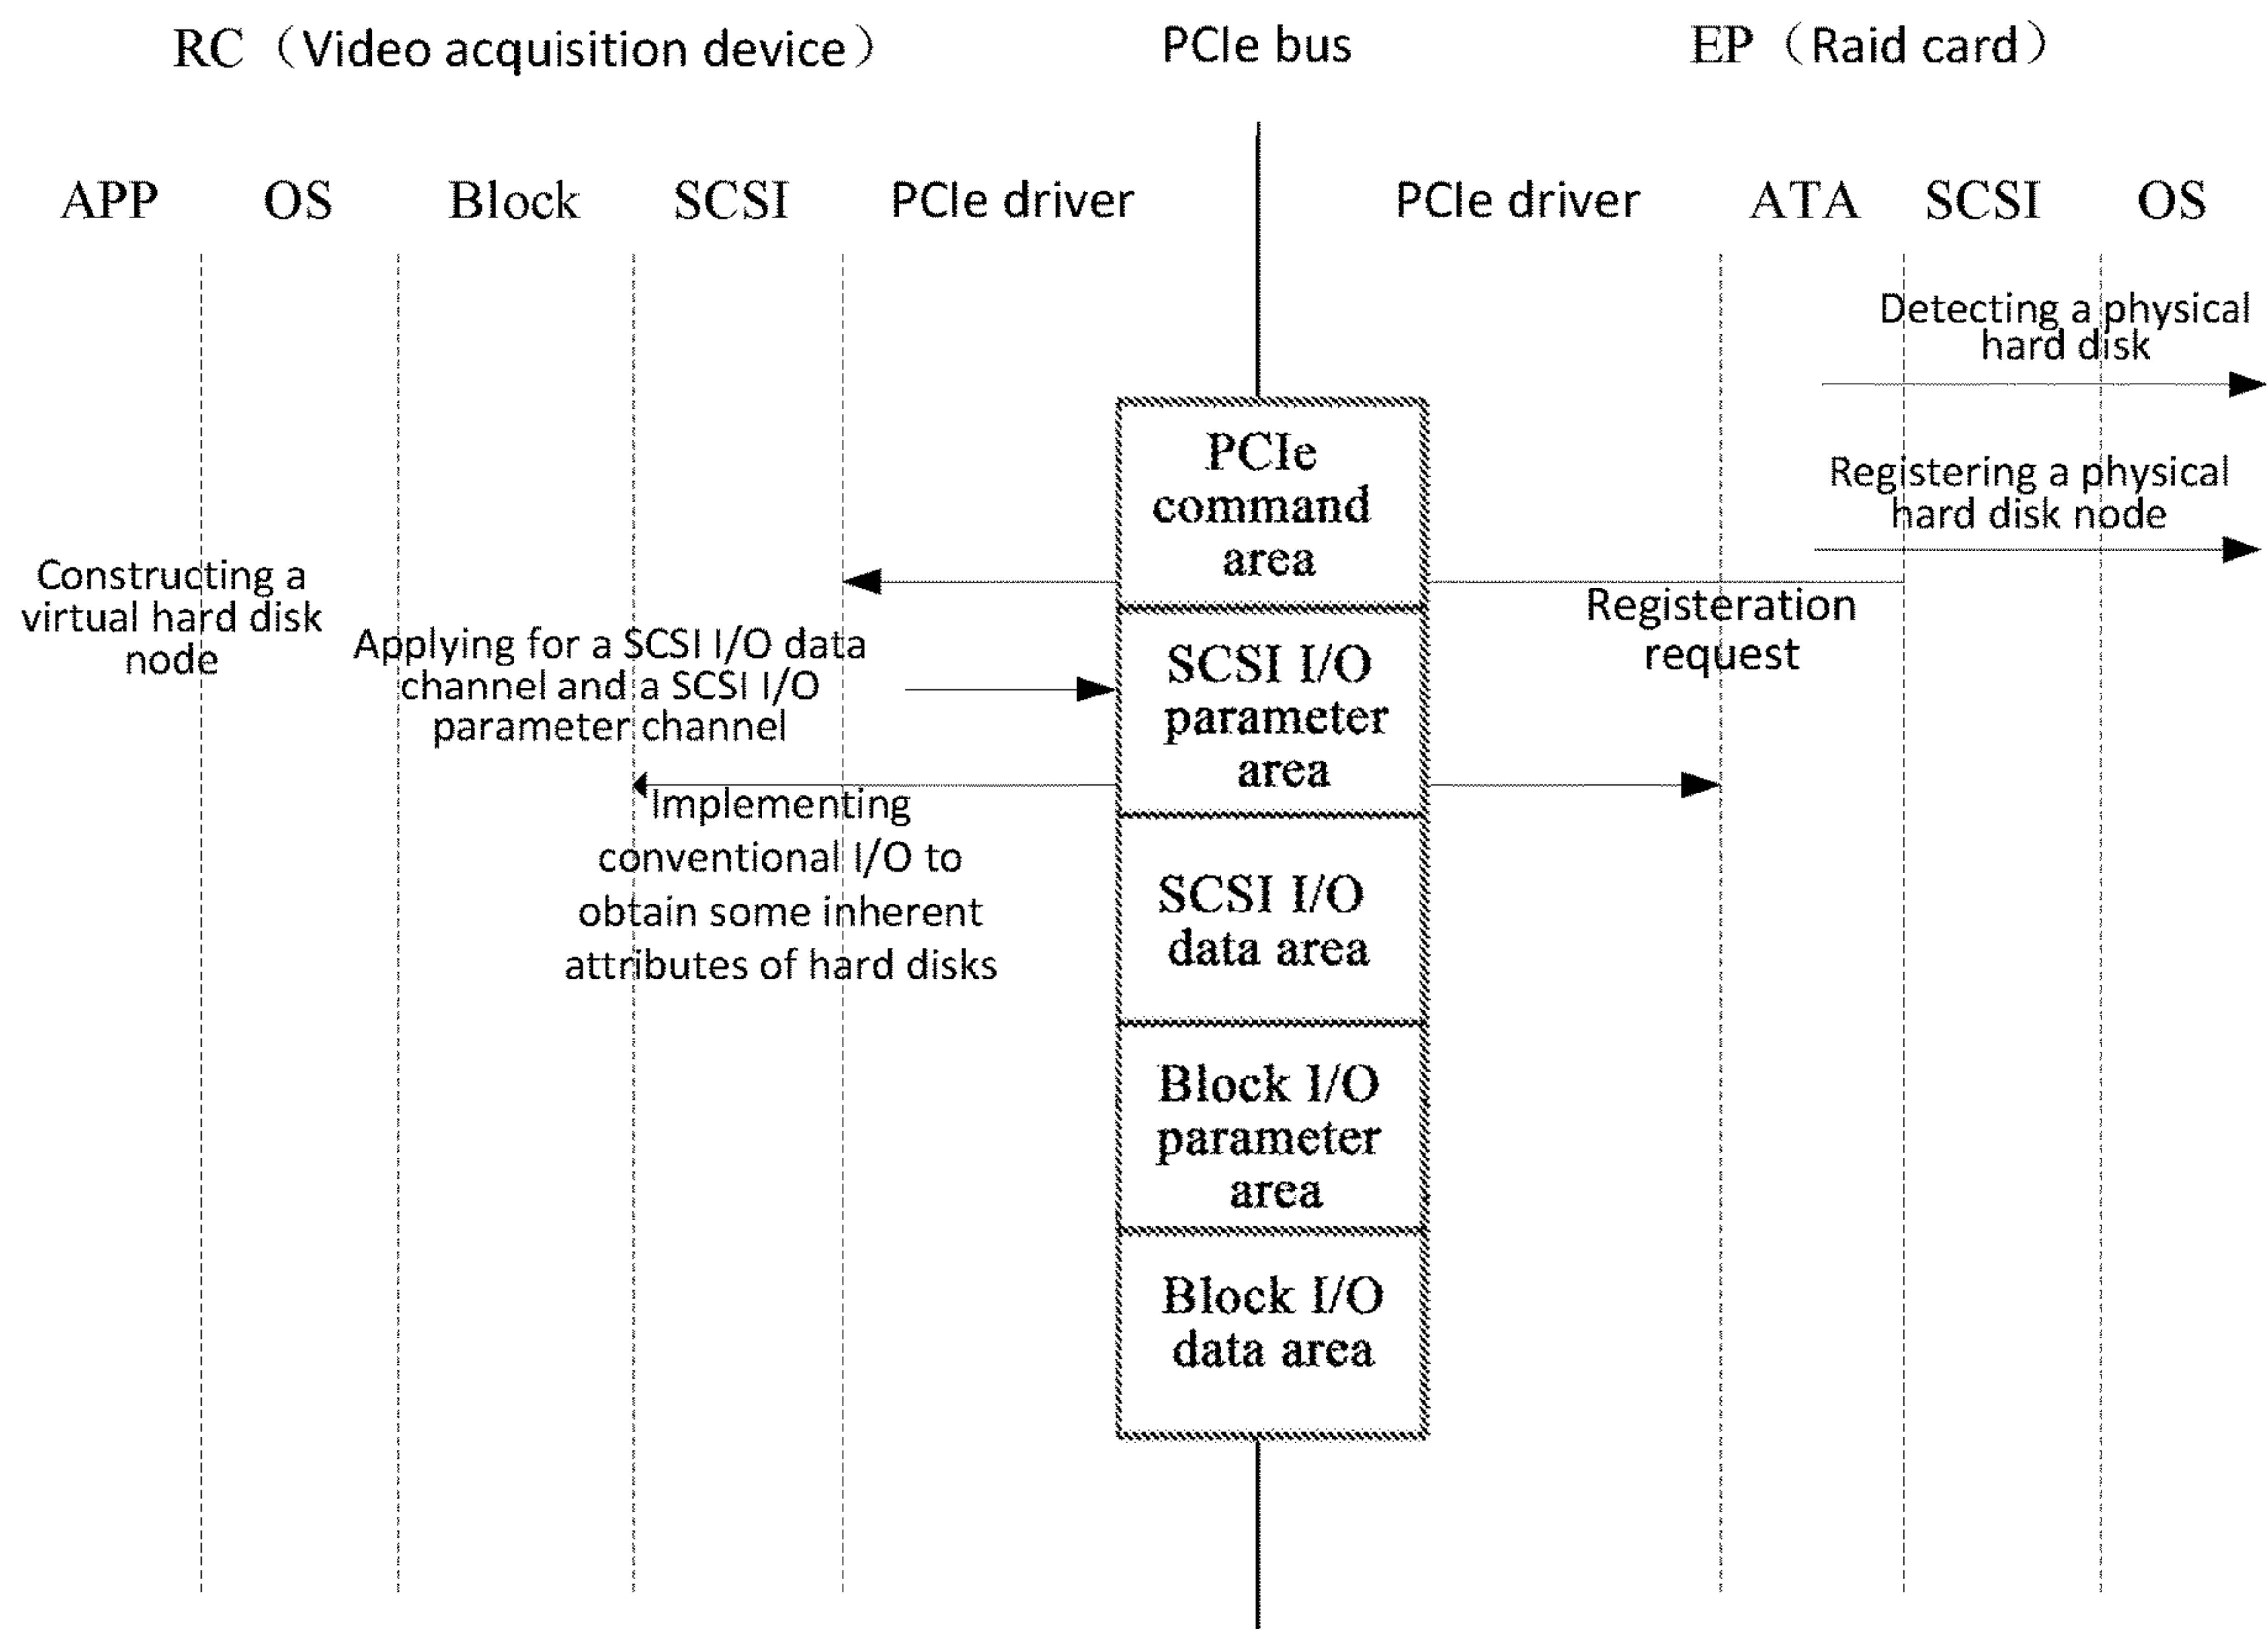 RC（Video acquisition device）
PCIe bus
EP（Raid card）
APP
OS
Block
SCSI
PCIe driver
PCIe driver
ATA
SCSI
OS
Detecting a physical
hard disk
Registering a physical
hard disk node
PCIe
command
area
Constructing a
virtual hard disk
node
Registeration
request
Applying for a SCSI I/O data
channel and a SCSI I/O
parameter channel
SCSI I/O
parameter
area
Implementing
conventional I/O to
obtain some inherent
attributes of hard disks
SCSI I/O
data area
Block I/O
parameter
area
Block I/O
data area